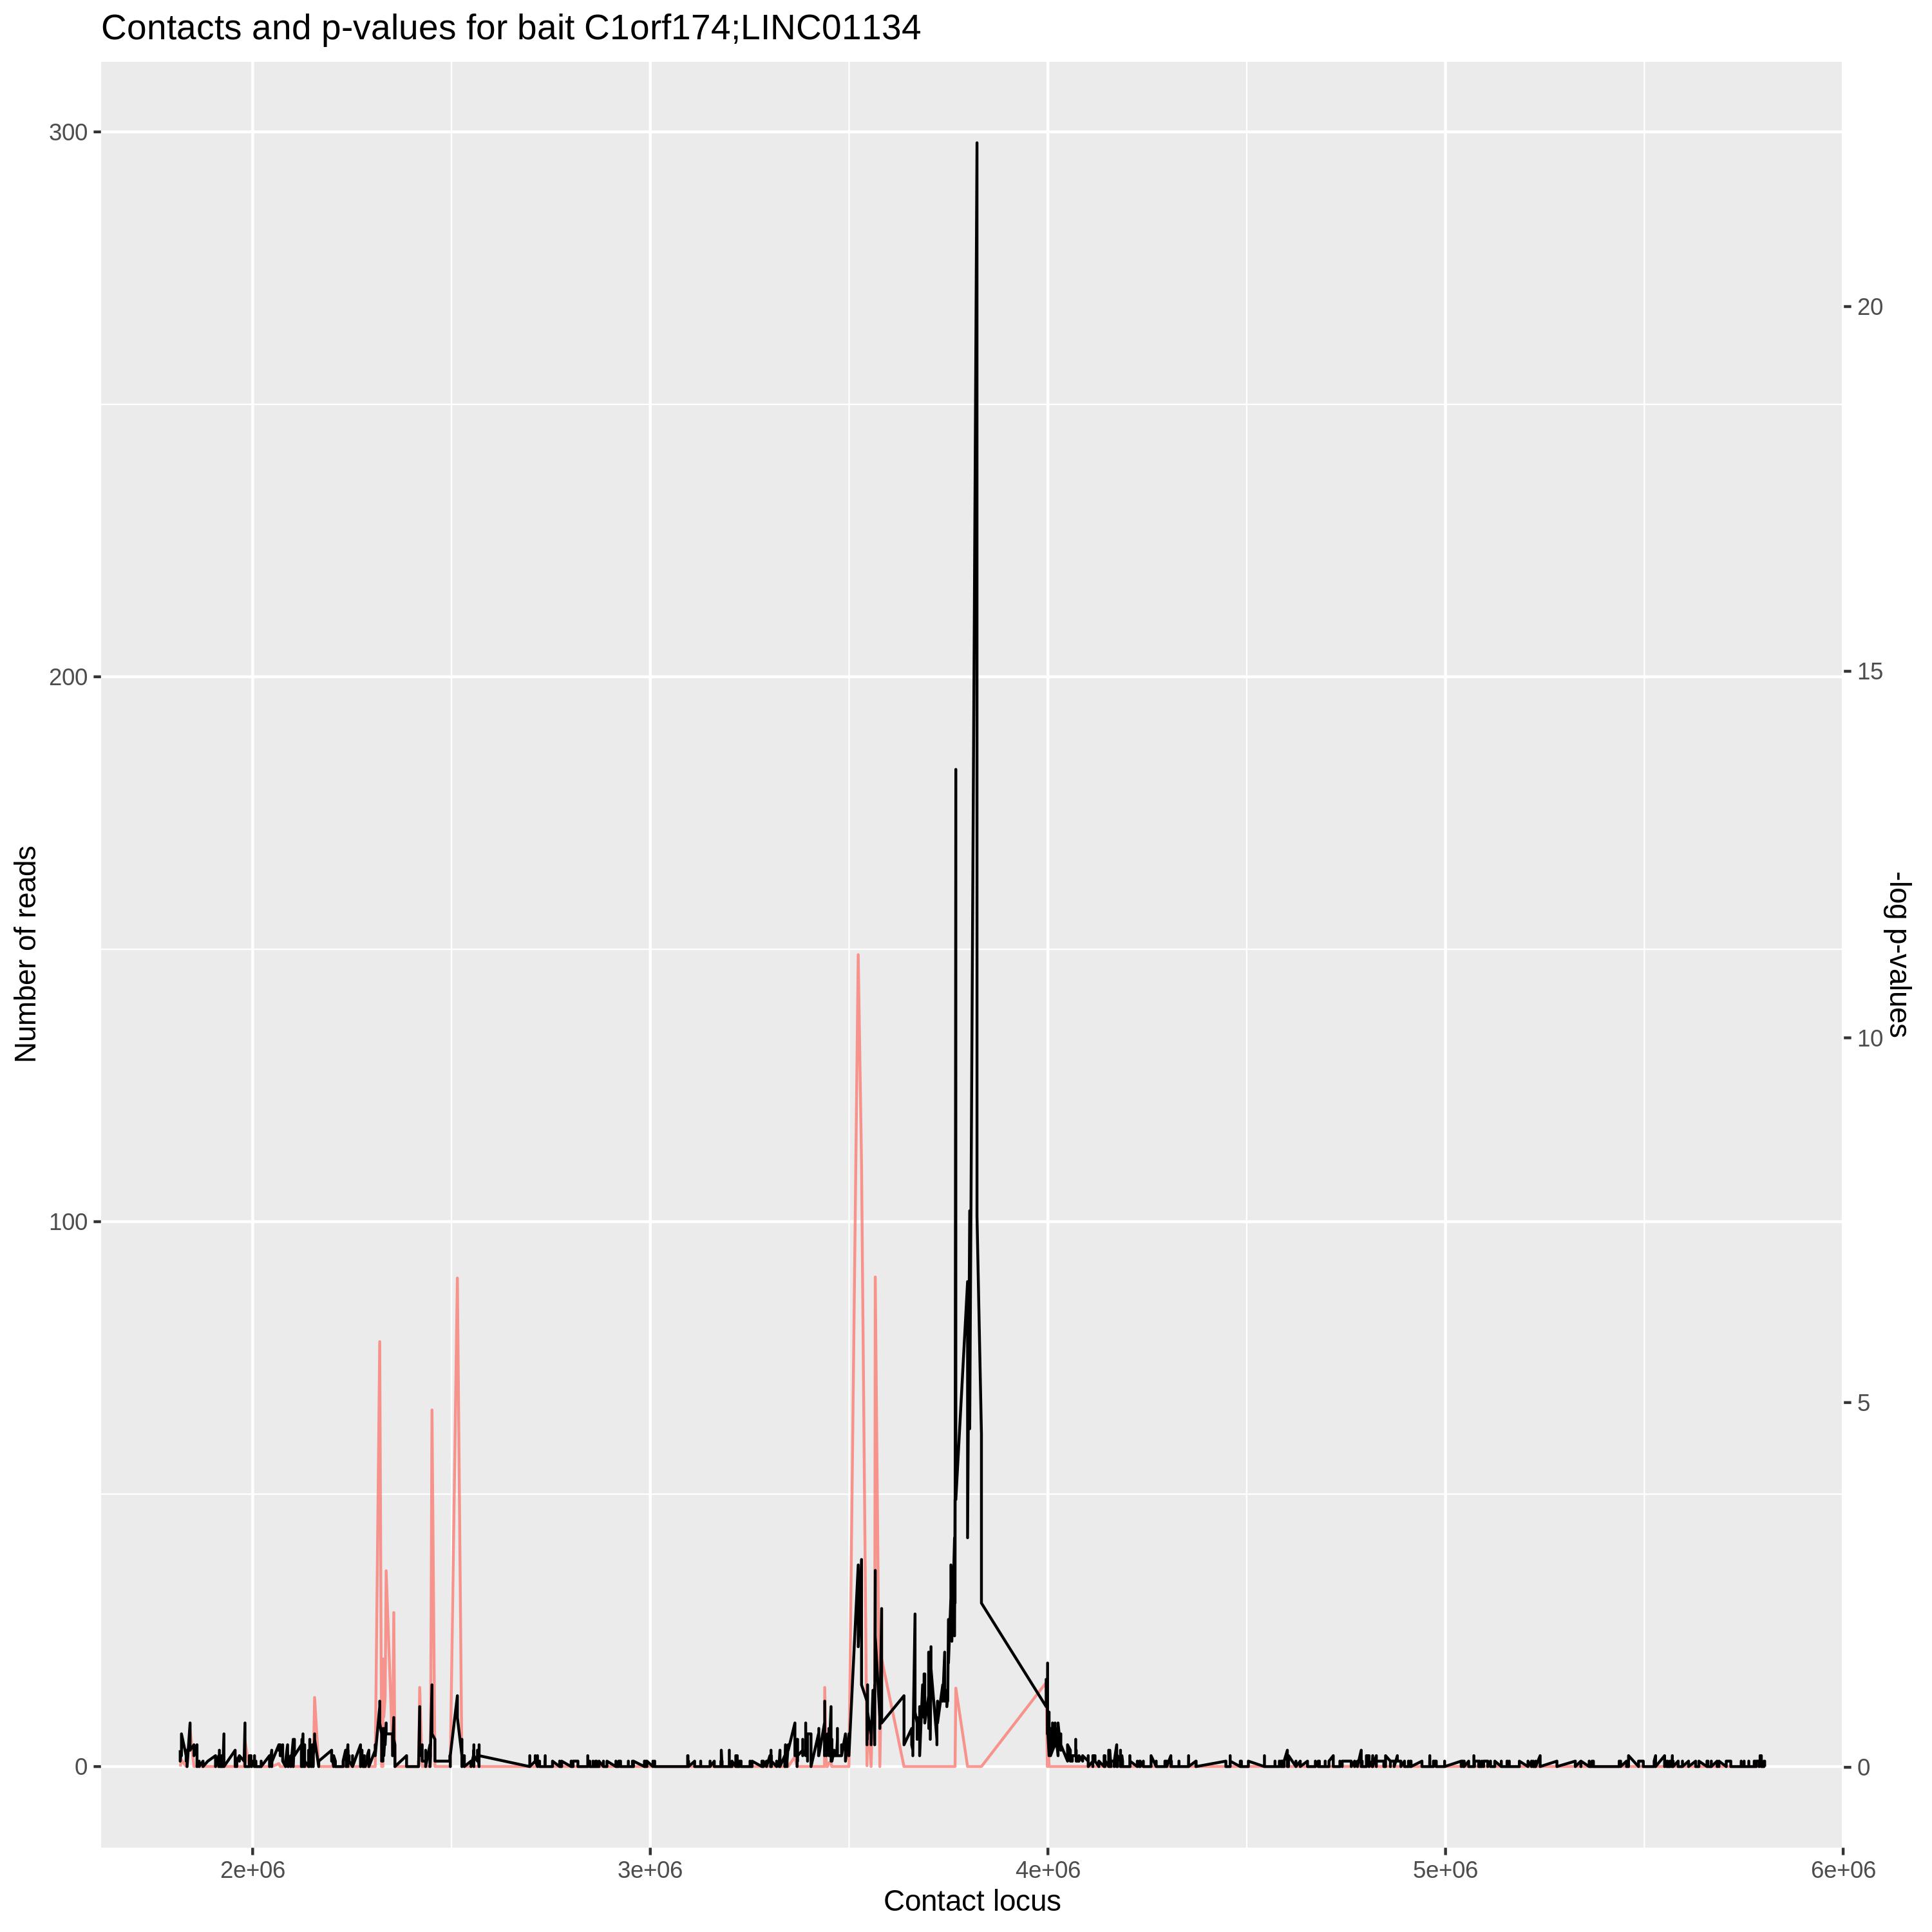 Contacts and p-values for bait C1orf174;LINC01134
300
200
100
0
Number of reads
20
15
10
5
0
-log p-values
2e+06
3e+06
4e+06
5e+06
6e+06
Contact locus